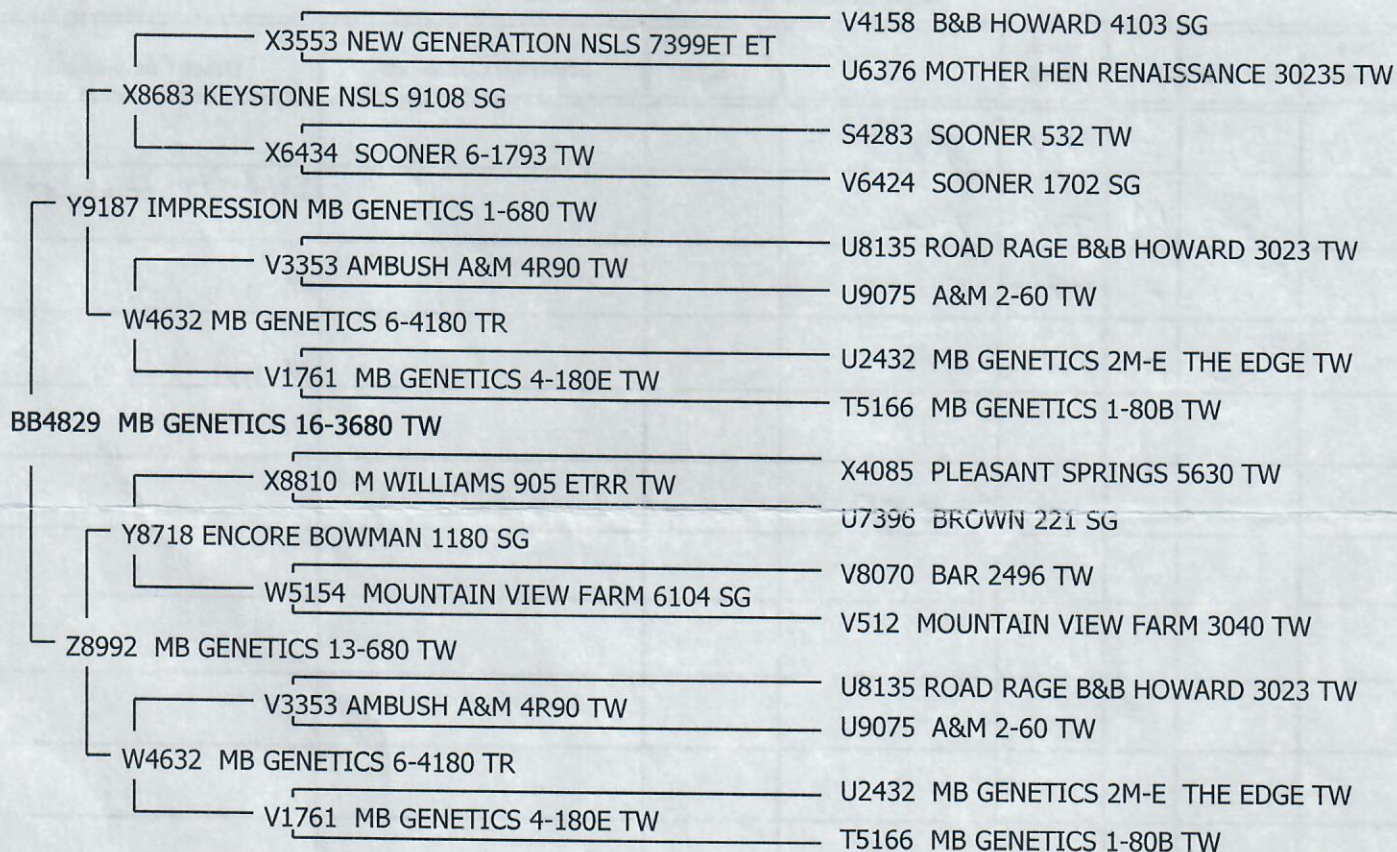 V4158 B&B HOWARD 4103 SG
X3553 NEW GENERATION NSLS 7399ET ET
U6376 MOTHER HEN RENAISSANCE 30235 TW
X8683 KEYSTONE NSLS 9108 SG
S4283 SOONER 532 TW
X6434 SOONER 6-1793 TW
V6424 SOONER 1702 SG
Y9187 IMPRESSION MB GENETICS 1-680 TW
U8135 ROAD RAGE B&B HOWARD 3023 TW
V3353 AMBUSH A&M 4R90 TW
U9075 A&M 2-60 TW
W4632 MB GENETICS 6-4180 TR
U2432 MB GENETICS 2M-E THE EDGE TW
V1761 MB GENETICS 4-180E TW
T5166 MB GENETICS 1-80B TW
BB4829 MB GENETICS 16-3680 TW
X4085 PLEASANT SPRINGS 5630 TW
X8810 M WILLIAMS 905 ETRR TW
U7396 BROWN 221 SG
Y8718 ENCORE BOWMAN 1180 SG
V8070 BAR 2496 TW
W5154 MOUNTAIN VIEW FARM 6104 SG
V512 MOUNTAIN VIEW FARM 3040 TW
Z8992 MB GENETICS 13-680 TW
U8135 ROAD RAGE B&B HOWARD 3023 TW
V3353 AMBUSH A&M 4R90 TW
U9075 A&M 2-60 TW
W4632 MB GENETICS 6-4180 TR
U2432 MB GENETICS 2M-E THE EDGE TW
V1761 MB GENETICS 4-180E TW
T5166 MB GENETICS 1-80B TW